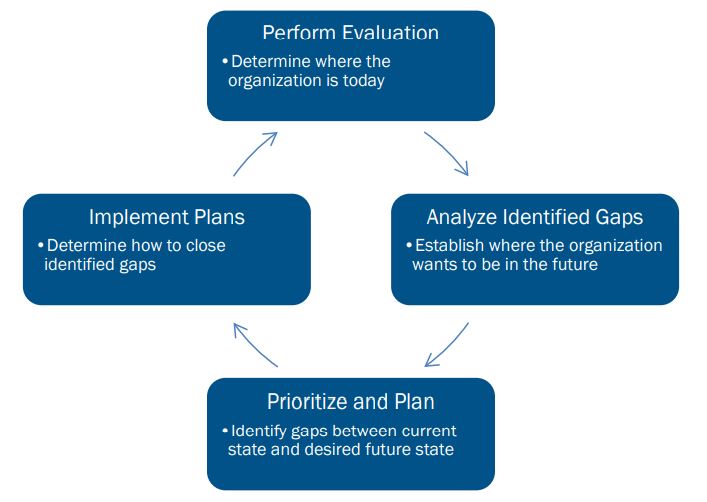 Perform Evaluation
•Determine where the
organization is today
Implement Plans
•Determine how to close
identified gaps
Analyze Identified Gaps
•Establish where the organization
wants to be in the future
Prioritize and Plan
•Identify gaps between current
state and desired future state